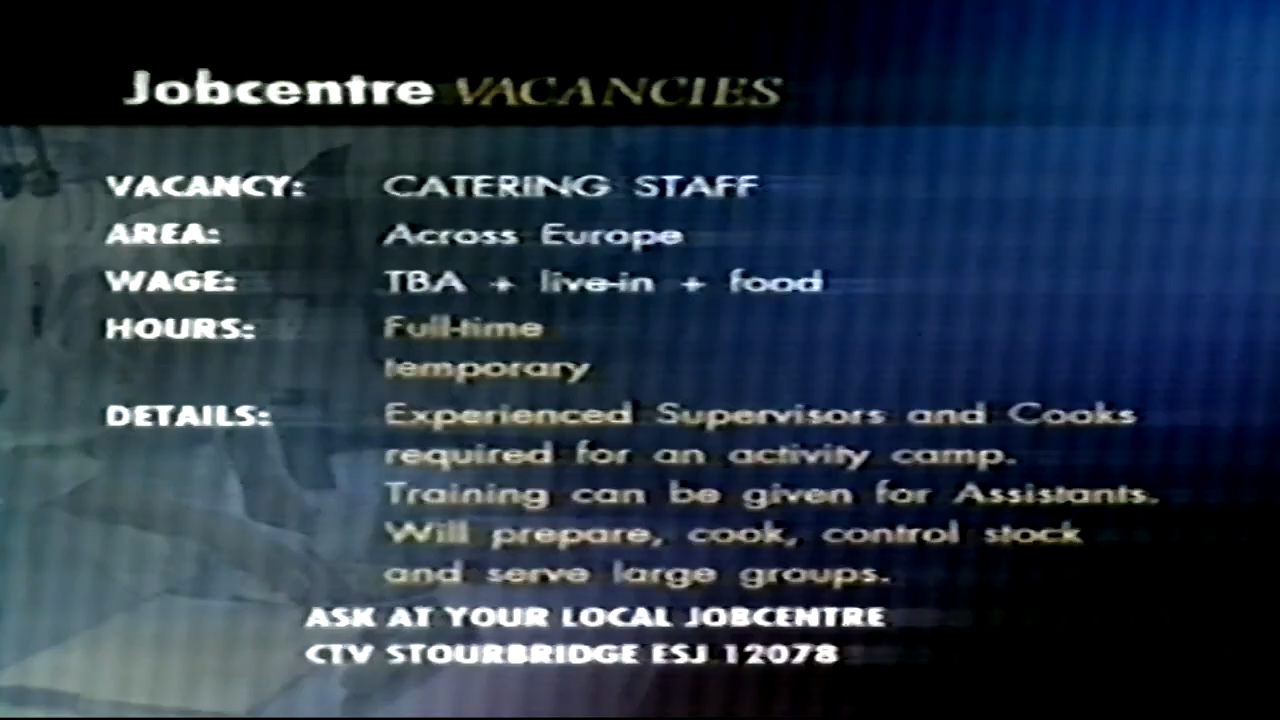 Jobcentre VACANCIES
VACANCY: CATERING STAFF
AREA: Across Europe
WAGE: TBA + live-in + food
HOURS: Full-time
temporary
DETAILS: Experienced Supervisors and Cooks
required for an activity camp.
Training can be given for Assistants.
Will prepare, cook, control stock
and serve large groups.
ASK AT YOUR LOCAL JOBCENTRE
CTV STOURBRIDGE ESJ 12078